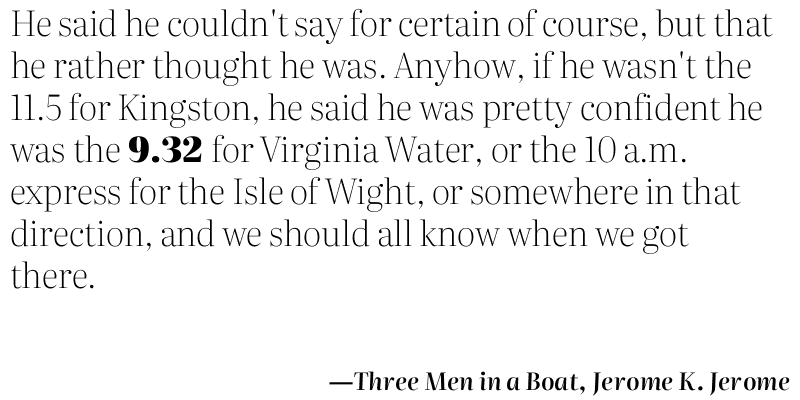 He said he couldn't say for certain of course, but that
he rather thought he was. Anyhow, if he wasn't the
11.5 for Kingston, he said he was pretty confident he
was the 9.32 for Virginia Water, or the 10 a.m.
express for the Isle of Wight, or somewhere in that
direction, and we should all know when we got
there.
—Three Men in a Boat, Jerome K. Jerome